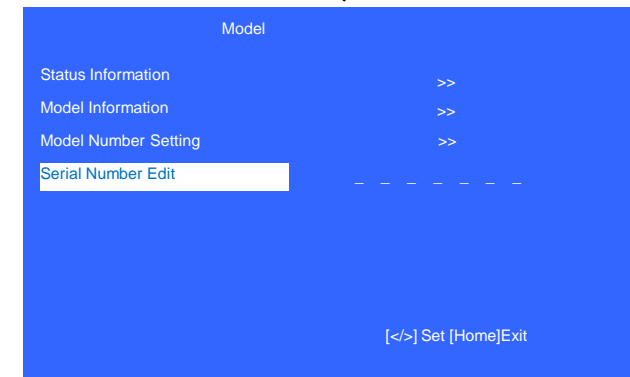 Model
Status Information >>
Model Information >>
Model Number Setting >>
Serial Number Edit _ _ _ _ _ _ _
[</>] Set [Home]Exit